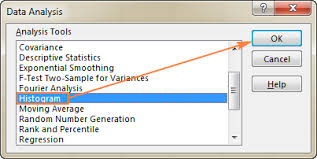 Data Analysis
Analysis Tools
Covariance
Descriptive Statistics
Exponential Smoothing
F-Test Two-Sample for Variances
Fourier Analysis
Histogram
Moving Average
Random Number Generation
Rank and Percentile
Regression
OK
Cancel
Help